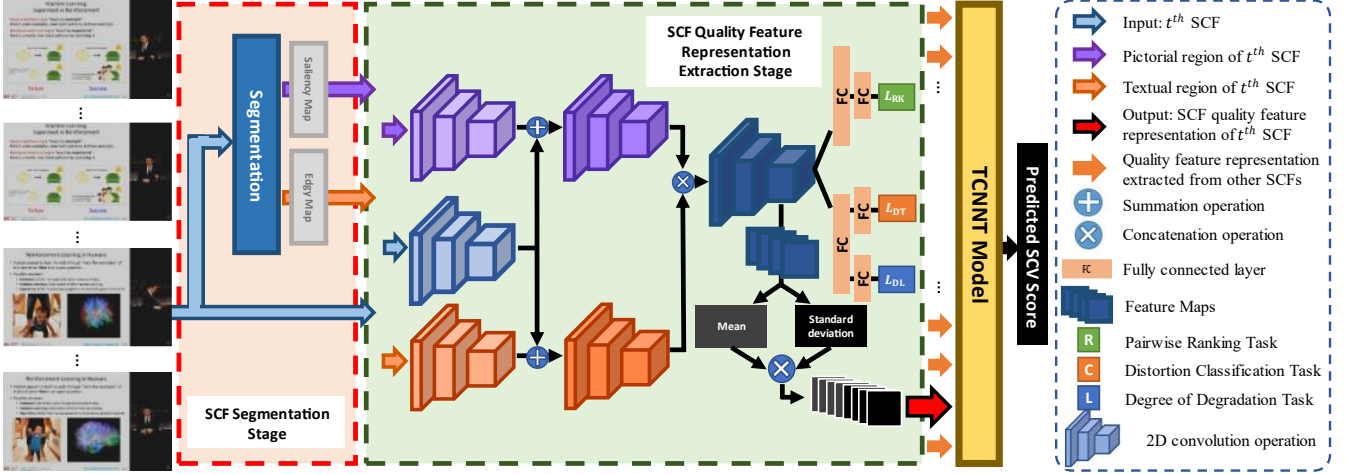 Supervised vs Reinforcement
Reinforcement Learning in Humans
Segmentation
Saliency Map
Edgy Map
SCF Segmentation
Stage
SCF Quality Feature
Representation
Extraction Stage
FC
FC
L_RK
FC
FC
L_DT
FC
L_DL
Mean
Standard
deviation
TCNNT Model
Predicted SCV Score
Input: t^th SCF
Pictorial region of t^th SCF
Textual region of t^th SCF
Output: SCF quality feature
representation of t^th SCF
Quality feature representation
extracted from other SCFs
Summation operation
Concatenation operation
FC Fully connected layer
Feature Maps
R Pairwise Ranking Task
C Distortion Classification Task
L Degree of Degradation Task
2D convolution operation